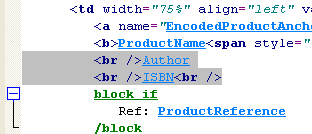 <td width="75%" align="left" va
<a name="EncodedProductAnch
<b>ProductName<span style="
<br />Author
<br />ISBN<br />
block if
Ref: ProductReference
/block